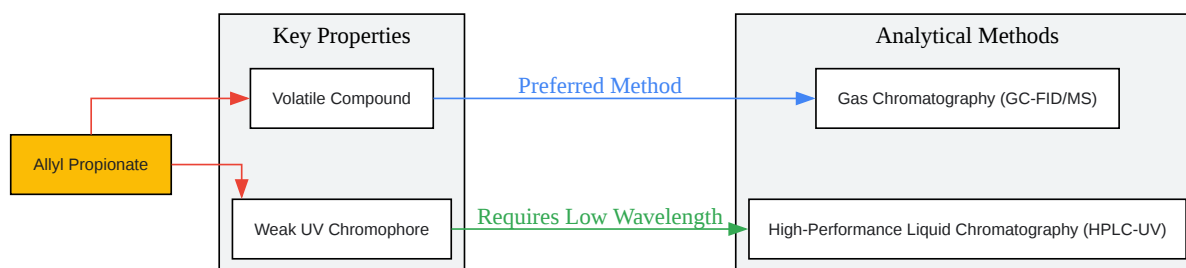 Key Properties
Analytical Methods
Volatile Compound
Preferred Method
Gas Chromatography (GC-FID/MS)
Allyl Propionate
Weak UV Chromophore
Requires Low Wavelength
High-Performance Liquid Chromatography (HPLC-UV)